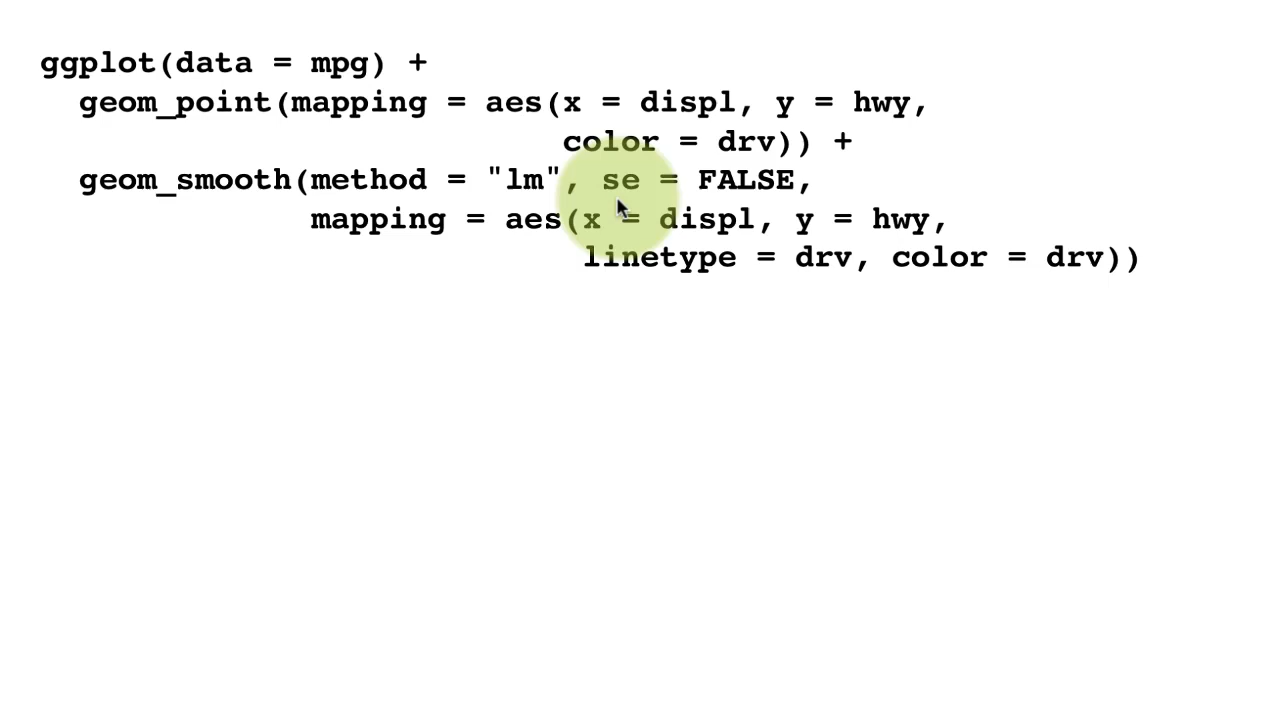 ggplot(data = mpg) +
  geom_point(mapping = aes(x = displ, y = hwy,
                           color = drv)) +
  geom_smooth(method = "lm", se = FALSE,
              mapping = aes(x = displ, y = hwy,
                            linetype = drv, color = drv))